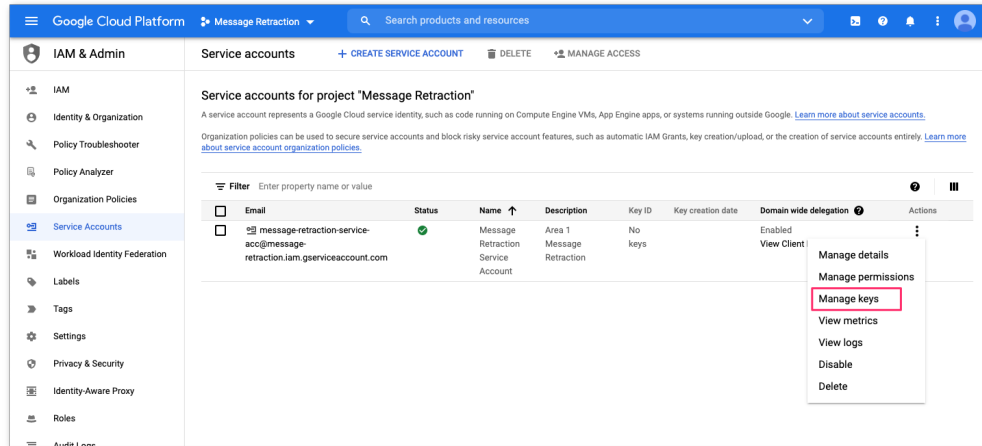 Google Cloud Platform
Message Retraction
Search products and resources
IAM & Admin
Service accounts
CREATE SERVICE ACCOUNT
DELETE
MANAGE ACCESS
IAM
Identity & Organization
Policy Troubleshooter
Policy Analyzer
Organization Policies
Service Accounts
Workload Identity Federation
Labels
Tags
Settings
Privacy & Security
Identity-Aware Proxy
Roles
Audit Logs
Service accounts for project "Message Retraction"
A service account represents a Google Cloud service identity, such as code running on Compute Engine VMs, App Engine apps, or systems running outside Google. Learn more about service accounts.
Organization policies can be used to secure service accounts and block risky service account features, such as automatic IAM Grants, key creation/upload, or the creation of service accounts entirely. Learn more
about service account organization policies.
Filter Enter property name or value
Email Status Name Description Key ID Key creation date Domain wide delegation Actions
message-retraction-service- Message Area 1 No Enabled
acc@message- Retraction Message keys View Client
retraction.iam.gserviceaccount.com Service Retraction
Account
Manage details
Manage permissions
Manage keys
View metrics
View logs
Disable
Delete